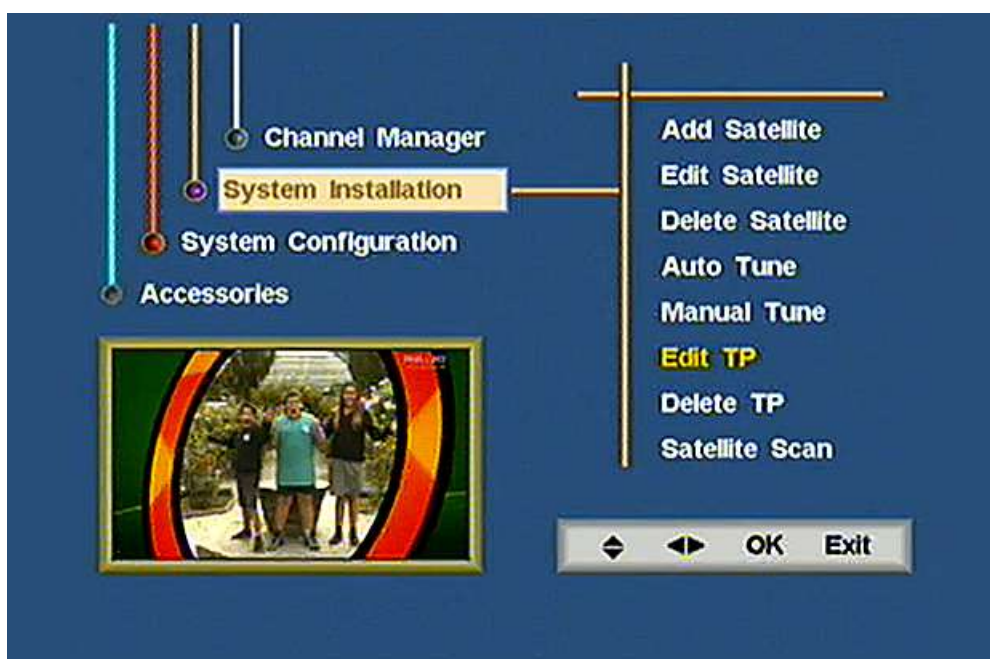 Channel Manager
System Installation
System Configuration
Accessories
Add Satellite
Edit Satellite
Delete Satellite
Auto Tune
Manual Tune
Edit TP
Delete TP
Satellite Scan
OK Exit